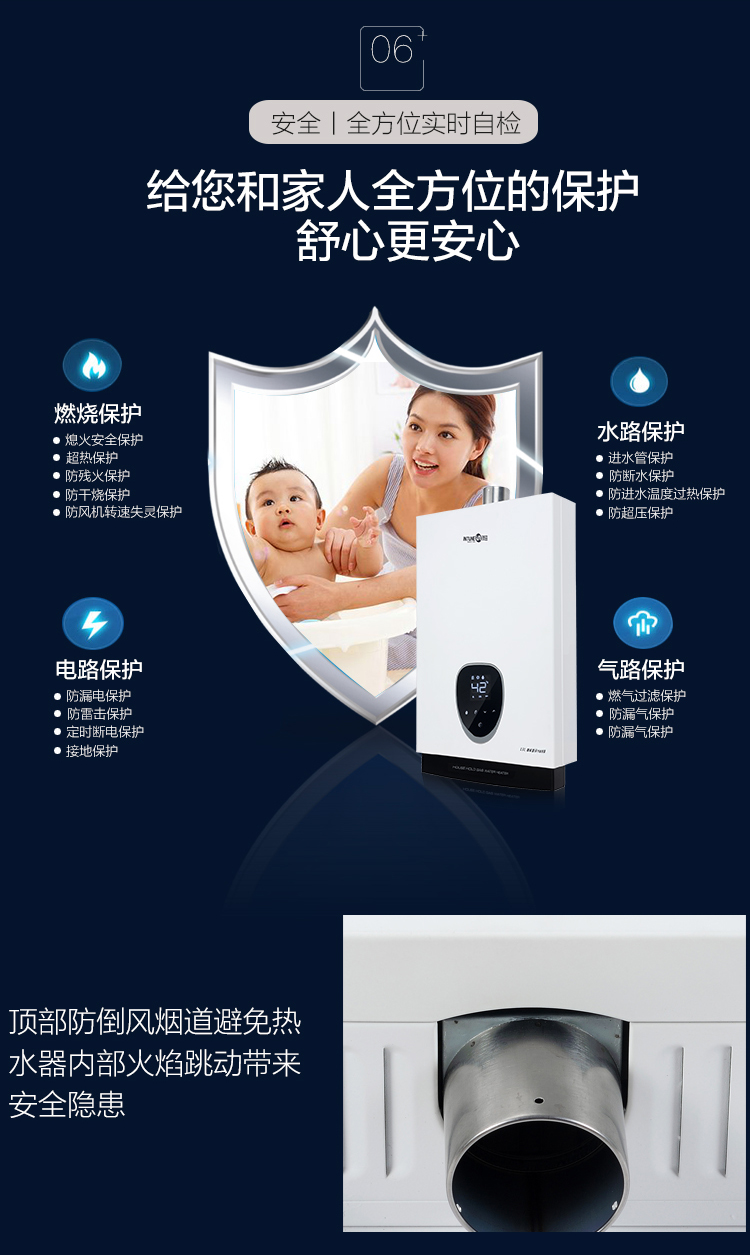 06+
安全丨全方位实时自检
给您和家人全方位的保护
舒心更安心
燃烧保护
熄火安全保护
超热保护
防残火保护
防干烧保护
防风机转速失灵保护
水路保护
进水管保护
防断水保护
防进水温度过热保护
防超压保护
42
电路保护
防漏电保护
防雷击保护
定时断电保护
接地保护
气路保护
燃气过滤保护
防漏气保护
防漏气保护
顶部防倒风烟道避免热
水器内部火焰跳动带来
安全隐患